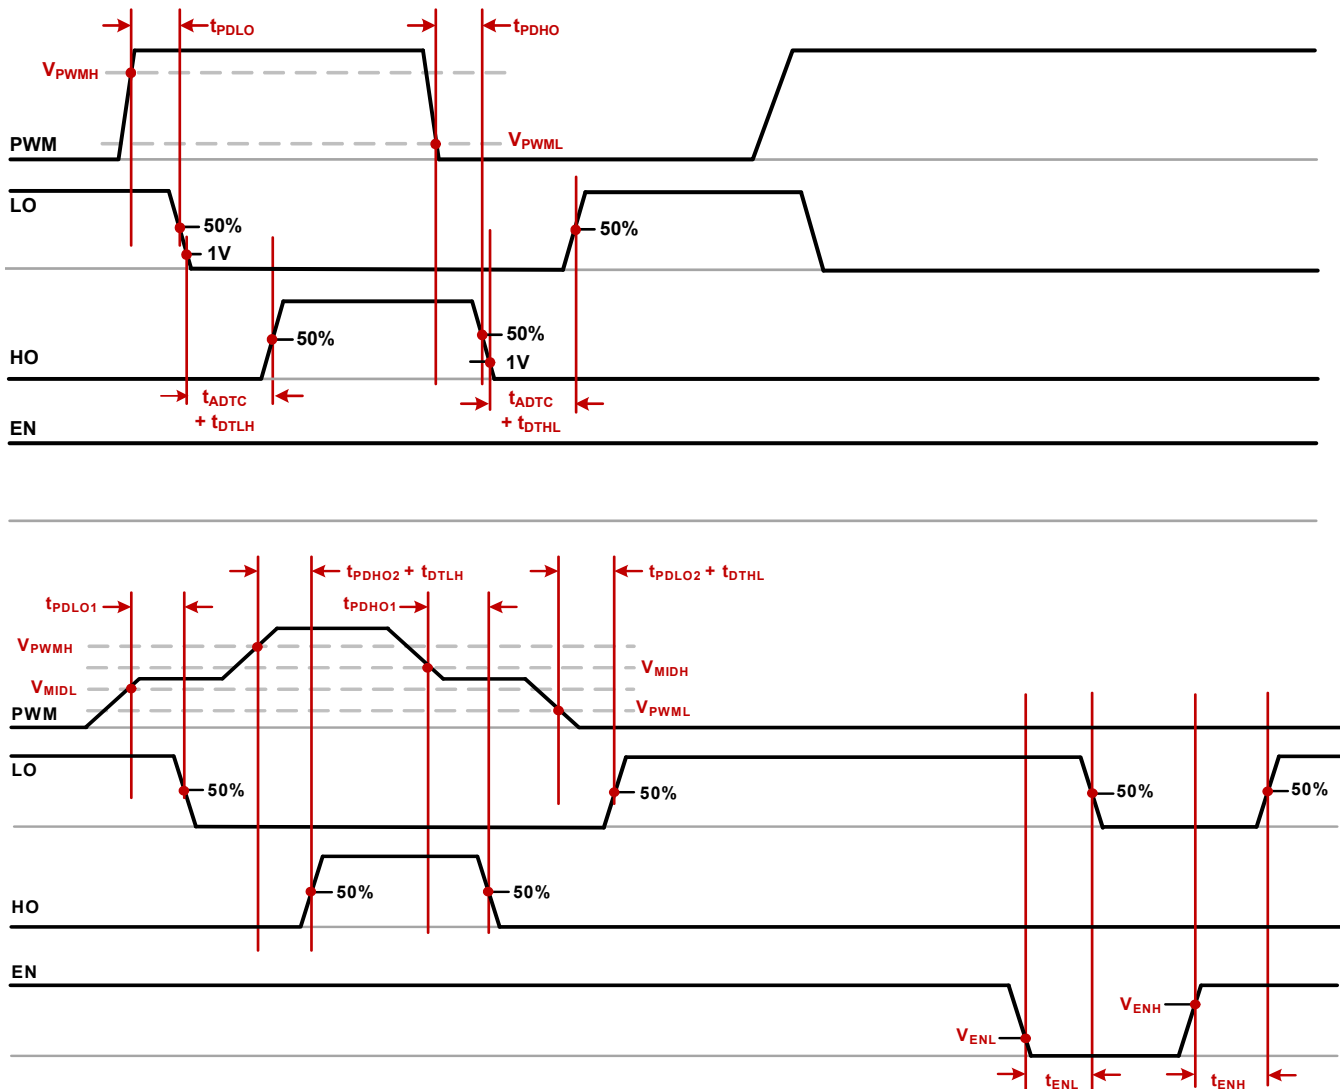 tPDLO
tPDHO
VPWMH
PWM
VPWML
LO
50%
50%
1V
50%
50%
HO
1V
tADTC
+ tDTLH
tADTC
+ tDTHL
EN
tPDHO2 + tDTLH
tPDLO2 + tDTHL
tPDLO1
tPDHO1
VPWMH
VMIDH
VMIDL
VPWML
PWM
LO
50%
50%
50%
50%
HO
50%
50%
EN
VENH
VENL
tENL
tENH